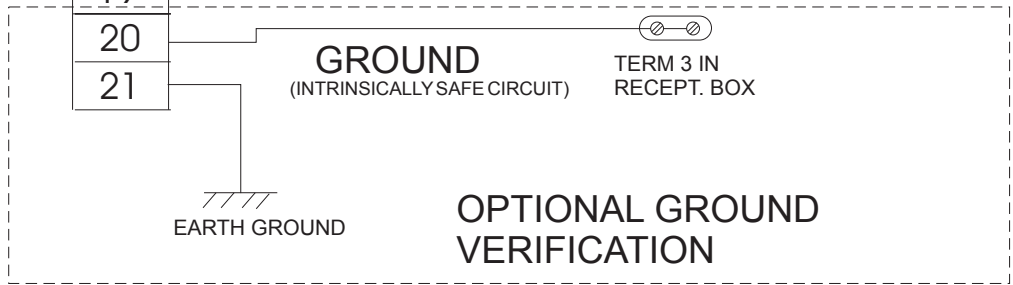 20
21
GROUND
(INTRINSICALLY SAFE CIRCUIT)
TERM 3 IN
RECEPT. BOX
EARTH GROUND
OPTIONAL GROUND
VERIFICATION